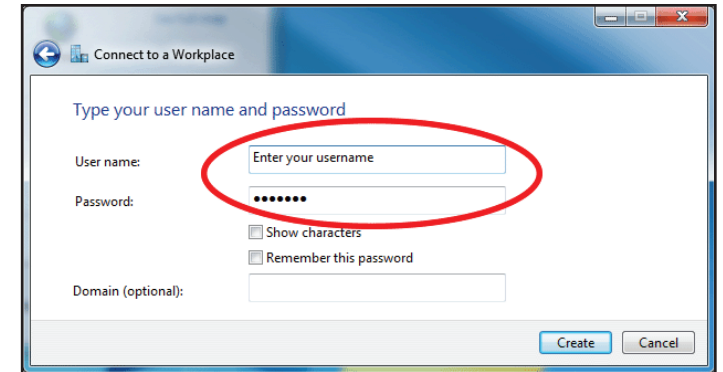 Connect to a Workplace
Type your user name and password
User name: Enter your username
Password: •••••••
Show characters
Remember this password
Domain (optional):
Create Cancel